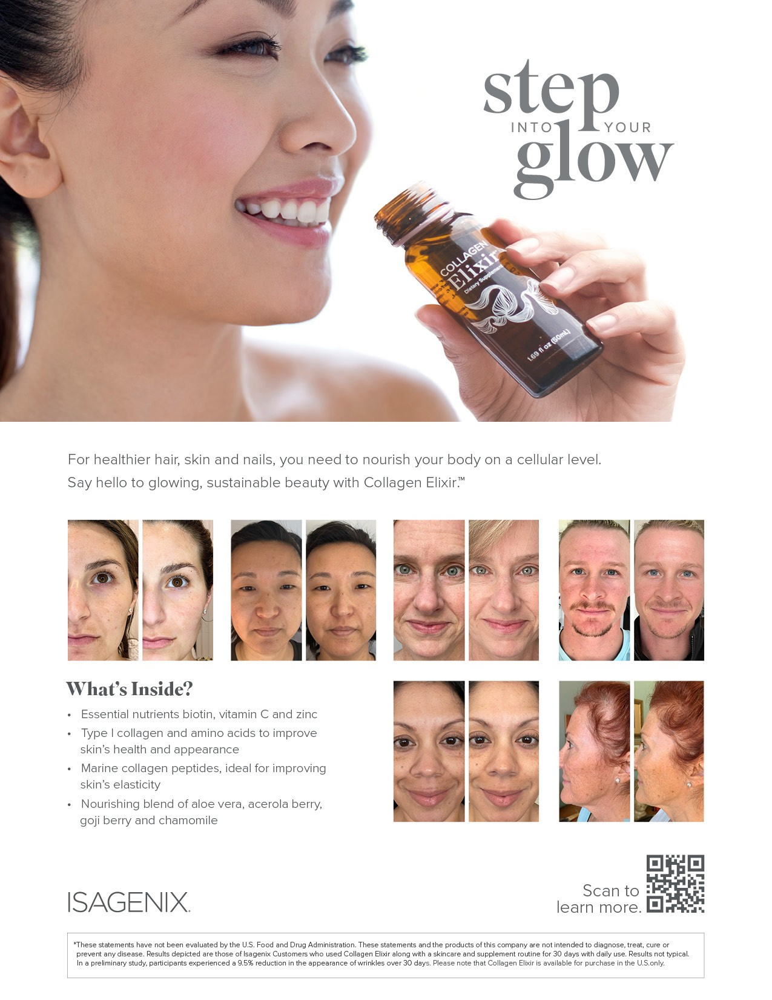 step
INTO YOUR
glow
COLLAGEN
Elixir
Dietary Supplement
1.69 fl oz (50mL)
For healthier hair, skin and nails, you need to nourish your body on a cellular level.
Say hello to glowing, sustainable beauty with Collagen Elixir.™
What's Inside?
• Essential nutrients biotin, vitamin C and zinc
• Type I collagen and amino acids to improve
skin's health and appearance
• Marine collagen peptides, ideal for improving
skin's elasticity
• Nourishing blend of aloe vera, acerola berry,
goji berry and chamomile
ISAGENIX.
Scan to
learn more.
*These statements have not been evaluated by the U.S. Food and Drug Administration. These statements and the products of this company are not intended to diagnose, treat, cure or
prevent any disease. Results depicted are those of Isagenix Customers who used Collagen Elixir along with a skincare and supplement routine for 30 days with daily use. Results not typical.
In a preliminary study, participants experienced a 9.5% reduction in the appearance of wrinkles over 30 days. Please note that Collagen Elixir is available for purchase in the U.S.only.